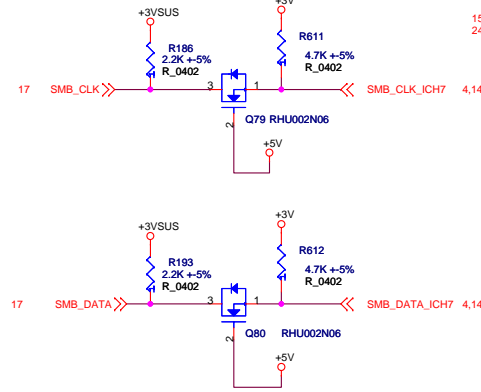 +3VSUS
+3V
15
24
R186
2.2K +-5%
R_0402
R611
4.7K +-5%
R_0402
17 SMB_CLK 3 1 SMB_CLK_ICH7 4,14
2
Q79 RHU002N06
+5V
+3VSUS
+3V
R193
2.2K +-5%
R_0402
R612
4.7K +-5%
R_0402
17 SMB_DATA 3 1 SMB_DATA_ICH7 4,14
2
Q80 RHU002N06
+5V